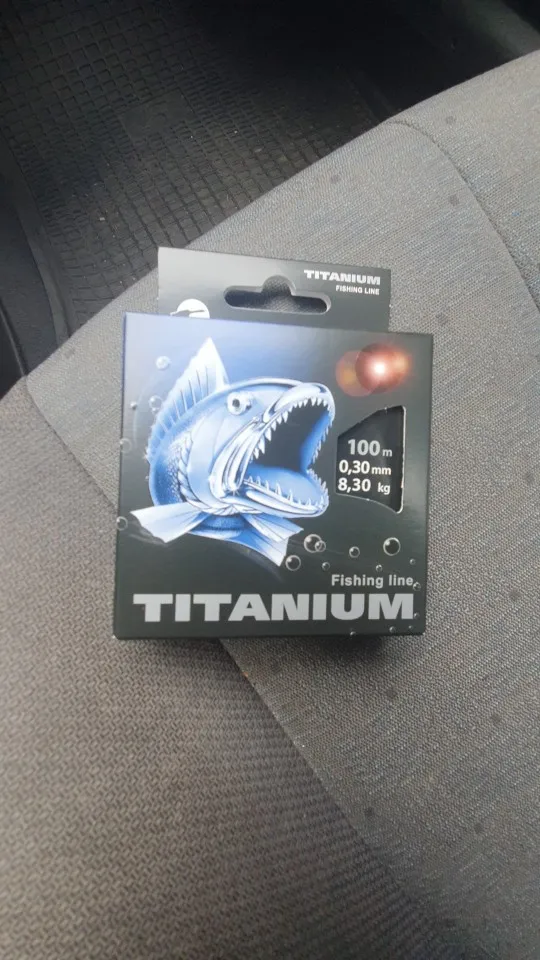 TITANIUM
FISHING LINE
100 m
0,30 mm
8,30 kg
Fishing line
TITANIUM